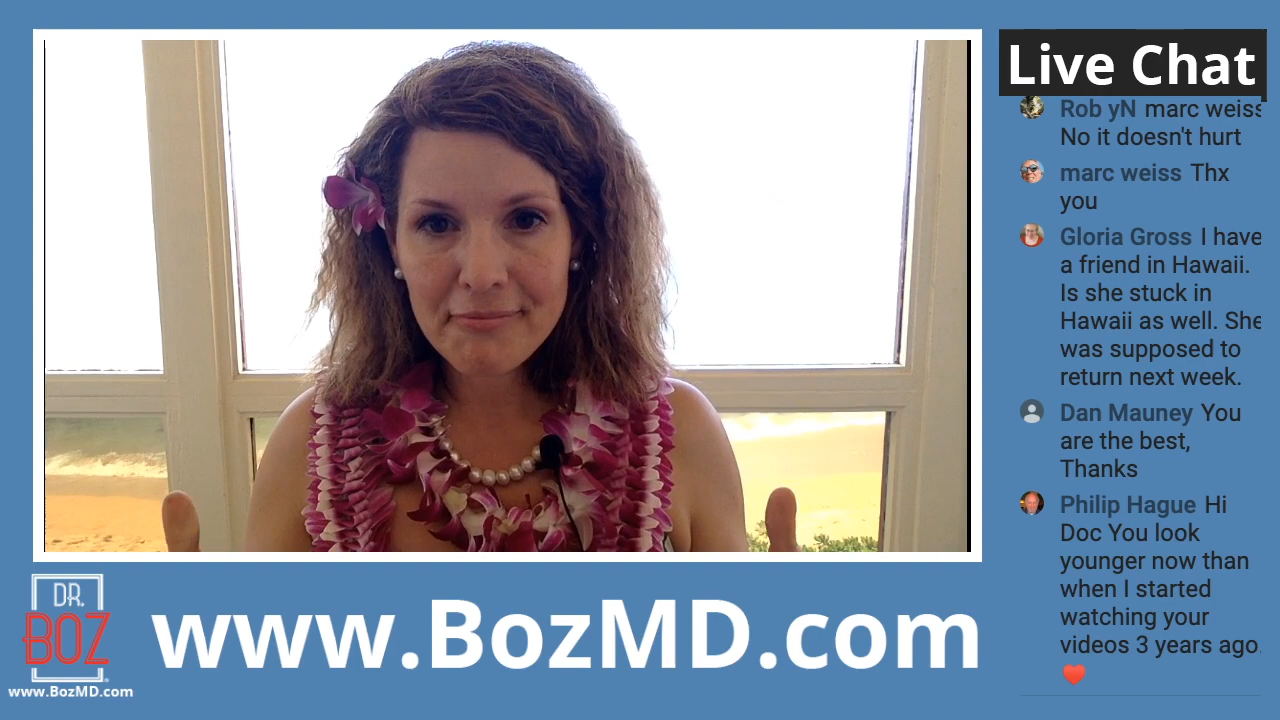 Live Chat
Rob yN marc weiss
No it doesn't hurt
marc weiss Thx
you
Gloria Gross I have
a friend in Hawaii.
Is she stuck in
Hawaii as well. She
was supposed to
return next week.
Dan Mauney You
are the best,
Thanks
Philip Hague Hi
Doc You look
younger now than
when I started
watching your
videos 3 years ago.
❤️
DR.
BOZ
www.BozMD.com
www.BozMD.com